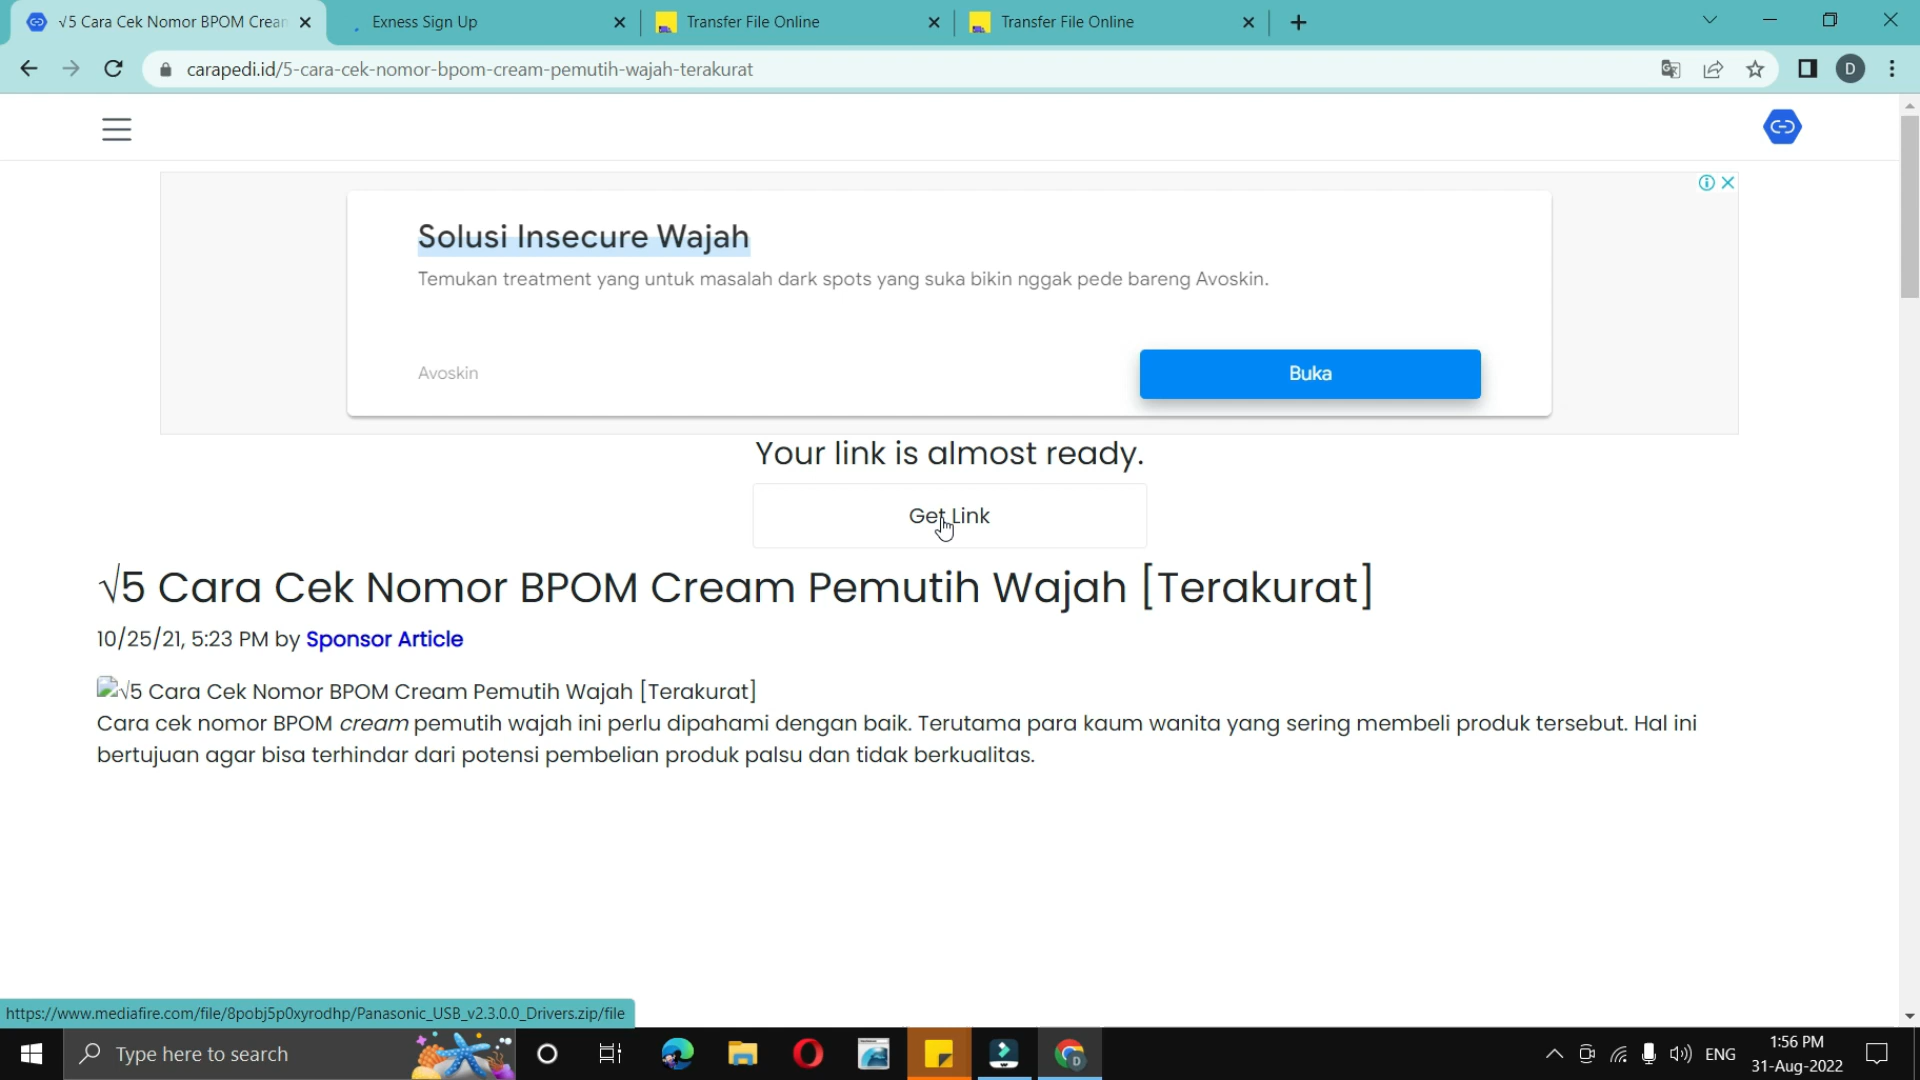 √5 Cara Cek Nomor BPOM Crean
Exness Sign Up
Transfer File Online
Transfer File Online
carapedi.id/5-cara-cek-nomor-bpom-cream-pemutih-wajah-terakurat
D
Solusi Insecure Wajah
Temukan treatment yang untuk masalah dark spots yang suka bikin nggak pede bareng Avoskin.
Avoskin
Buka
Your link is almost ready.
Get Link
√5 Cara Cek Nomor BPOM Cream Pemutih Wajah [Terakurat]
10/25/21, 5:23 PM by Sponsor Article
√5 Cara Cek Nomor BPOM Cream Pemutih Wajah [Terakurat]
Cara cek nomor BPOM cream pemutih wajah ini perlu dipahami dengan baik. Terutama para kaum wanita yang sering membeli produk tersebut. Hal ini
bertujuan agar bisa terhindar dari potensi pembelian produk palsu dan tidak berkualitas.
https://www.mediafire.com/file/8pobj5p0xyrodhp/Panasonic_USB_v2.3.0.0_Drivers.zip/file
Type here to search
ENG
1:56 PM
31-Aug-2022